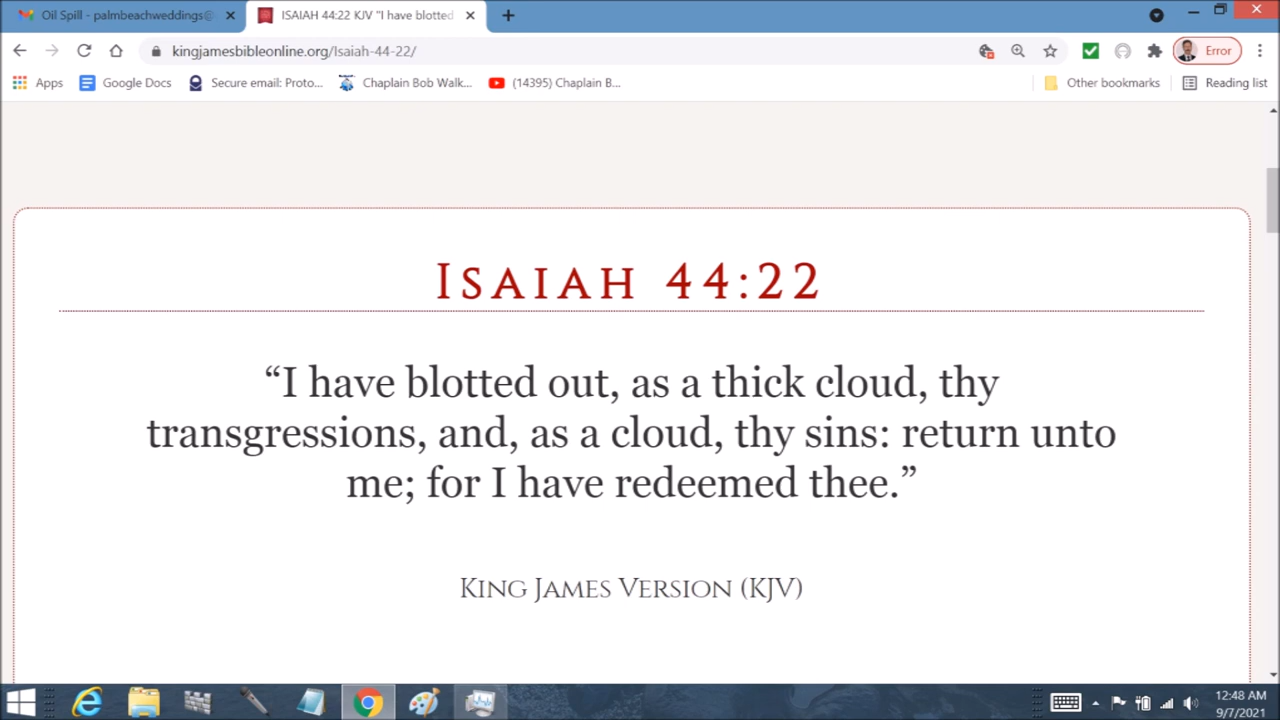 Oil Spill - palmbeachweddings@
ISAIAH 44:22 KJV "I have blotted
kingjamesbibleonline.org/Isaiah-44-22/
Error
Apps
Google Docs
Secure email: Proto...
Chaplain Bob Walk...
(14395) Chaplain B...
Other bookmarks
Reading list
Isaiah 44:22
“I have blotted out, as a thick cloud, thy
transgressions, and, as a cloud, thy sins: return unto
me; for I have redeemed thee.”
King James Version (KJV)
12:48 AM
9/7/2021